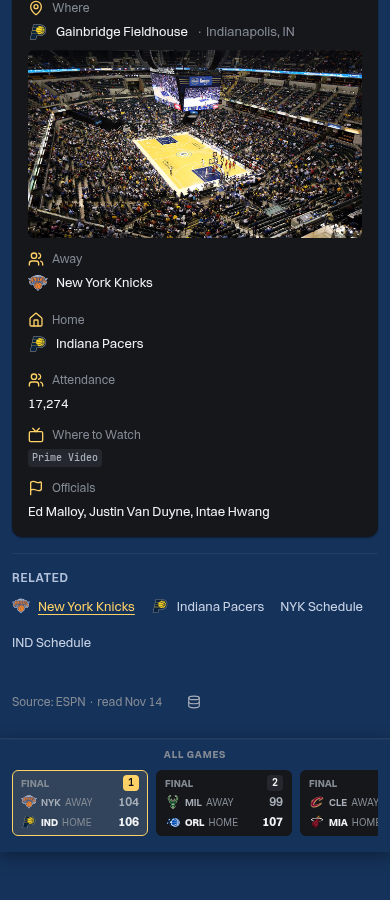 Where
Gainbridge Fieldhouse · Indianapolis, IN
Away
New York Knicks
Home
Indiana Pacers
Attendance
17,274
Where to Watch
Prime Video
Officials
Ed Malloy, Justin Van Duyne, Intae Hwang
RELATED
New York Knicks Indiana Pacers NYK Schedule
IND Schedule
Source: ESPN · read Nov 14
ALL GAMES
FINAL 1
NYK AWAY 104
IND HOME 106
FINAL 2
MIL AWAY 99
ORL HOME 107
FINAL
CLE AWAY
MIA HOME